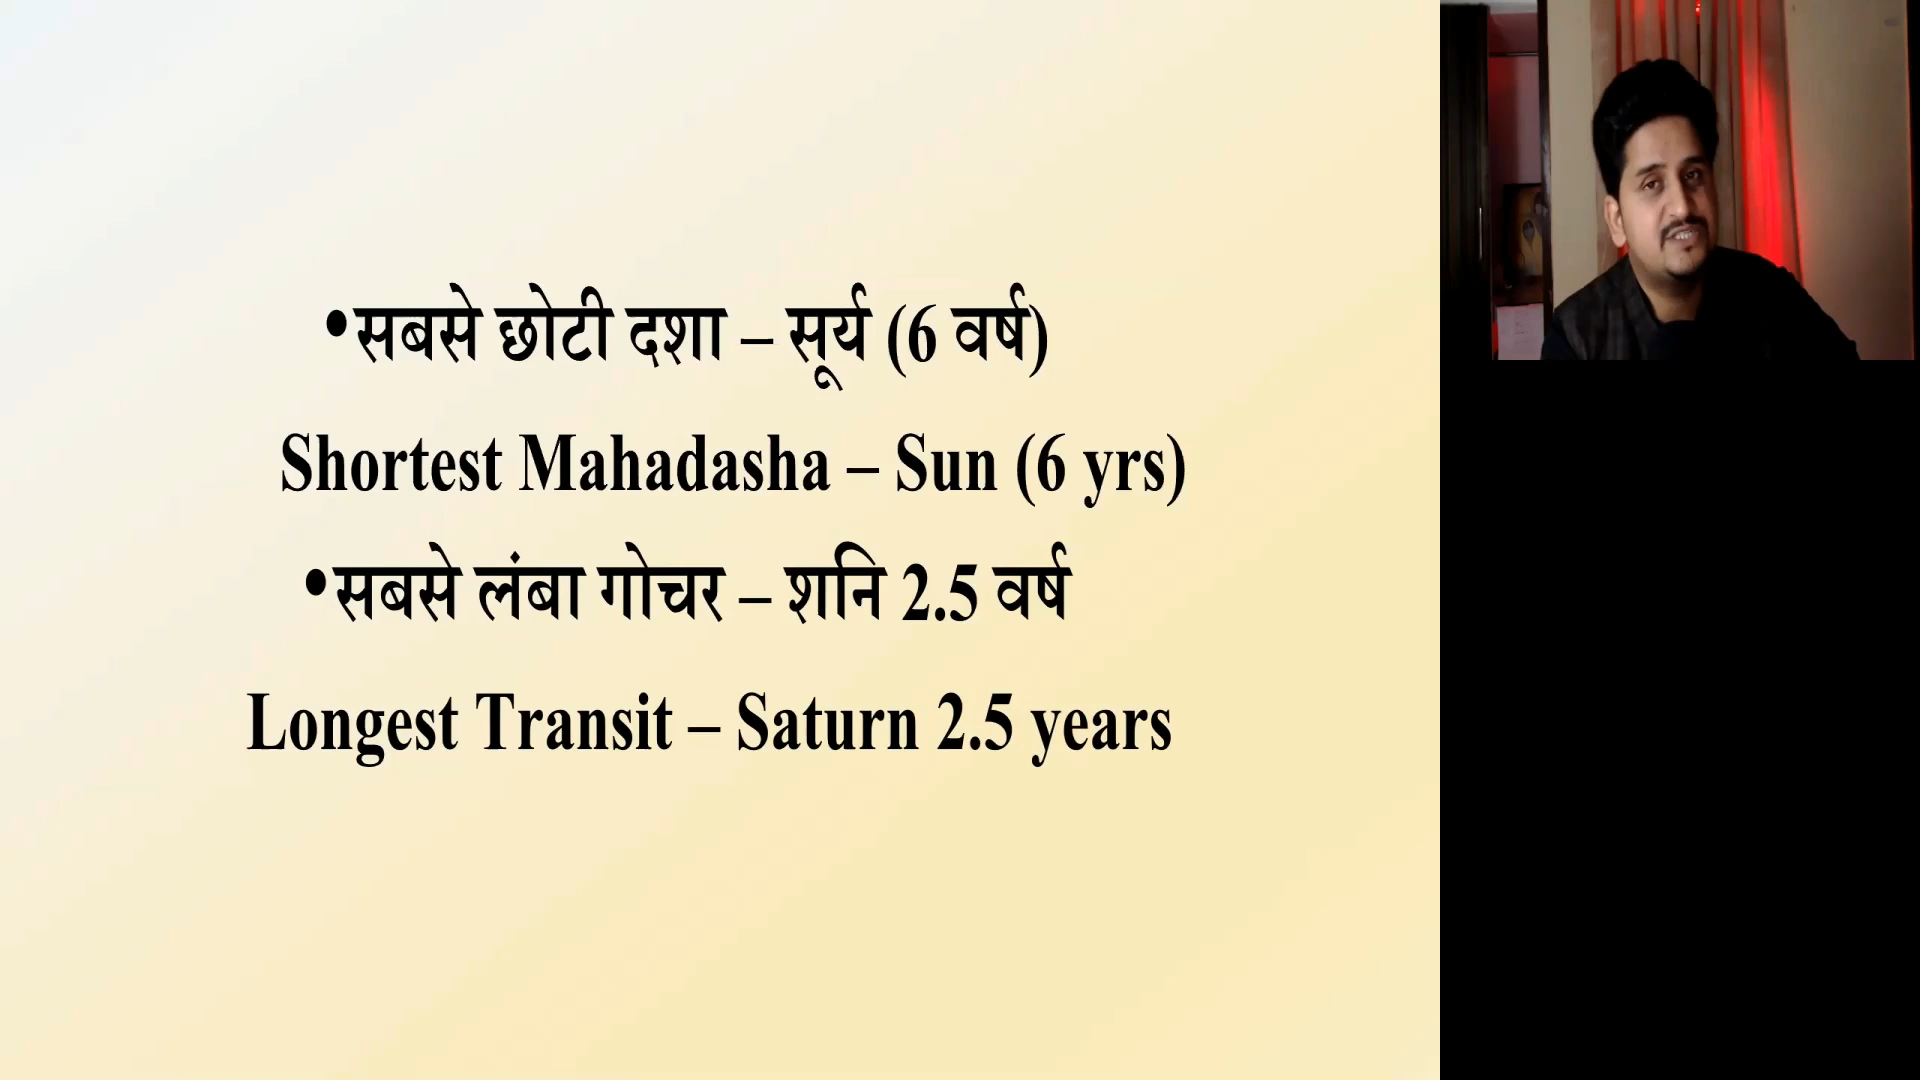 •सबसे छोटी दशा – सूर्य (6 वर्ष)
Shortest Mahadasha – Sun (6 yrs)
•सबसे लंबा गोचर – शनि 2.5 वर्ष
Longest Transit – Saturn 2.5 years